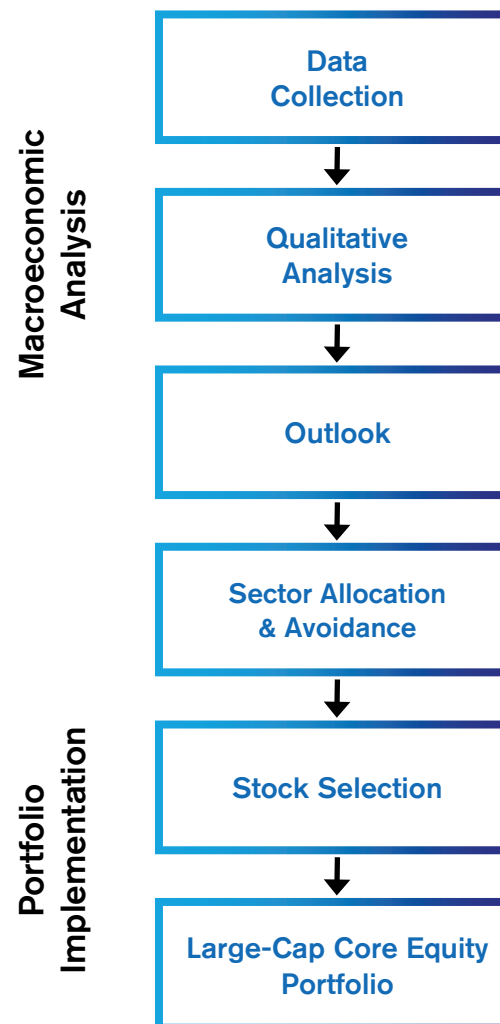 Macroeconomic
Analysis
Data
Collection
Qualitative
Analysis
Outlook
Portfolio
Implementation
Sector Allocation
& Avoidance
Stock Selection
Large-Cap Core Equity
Portfolio